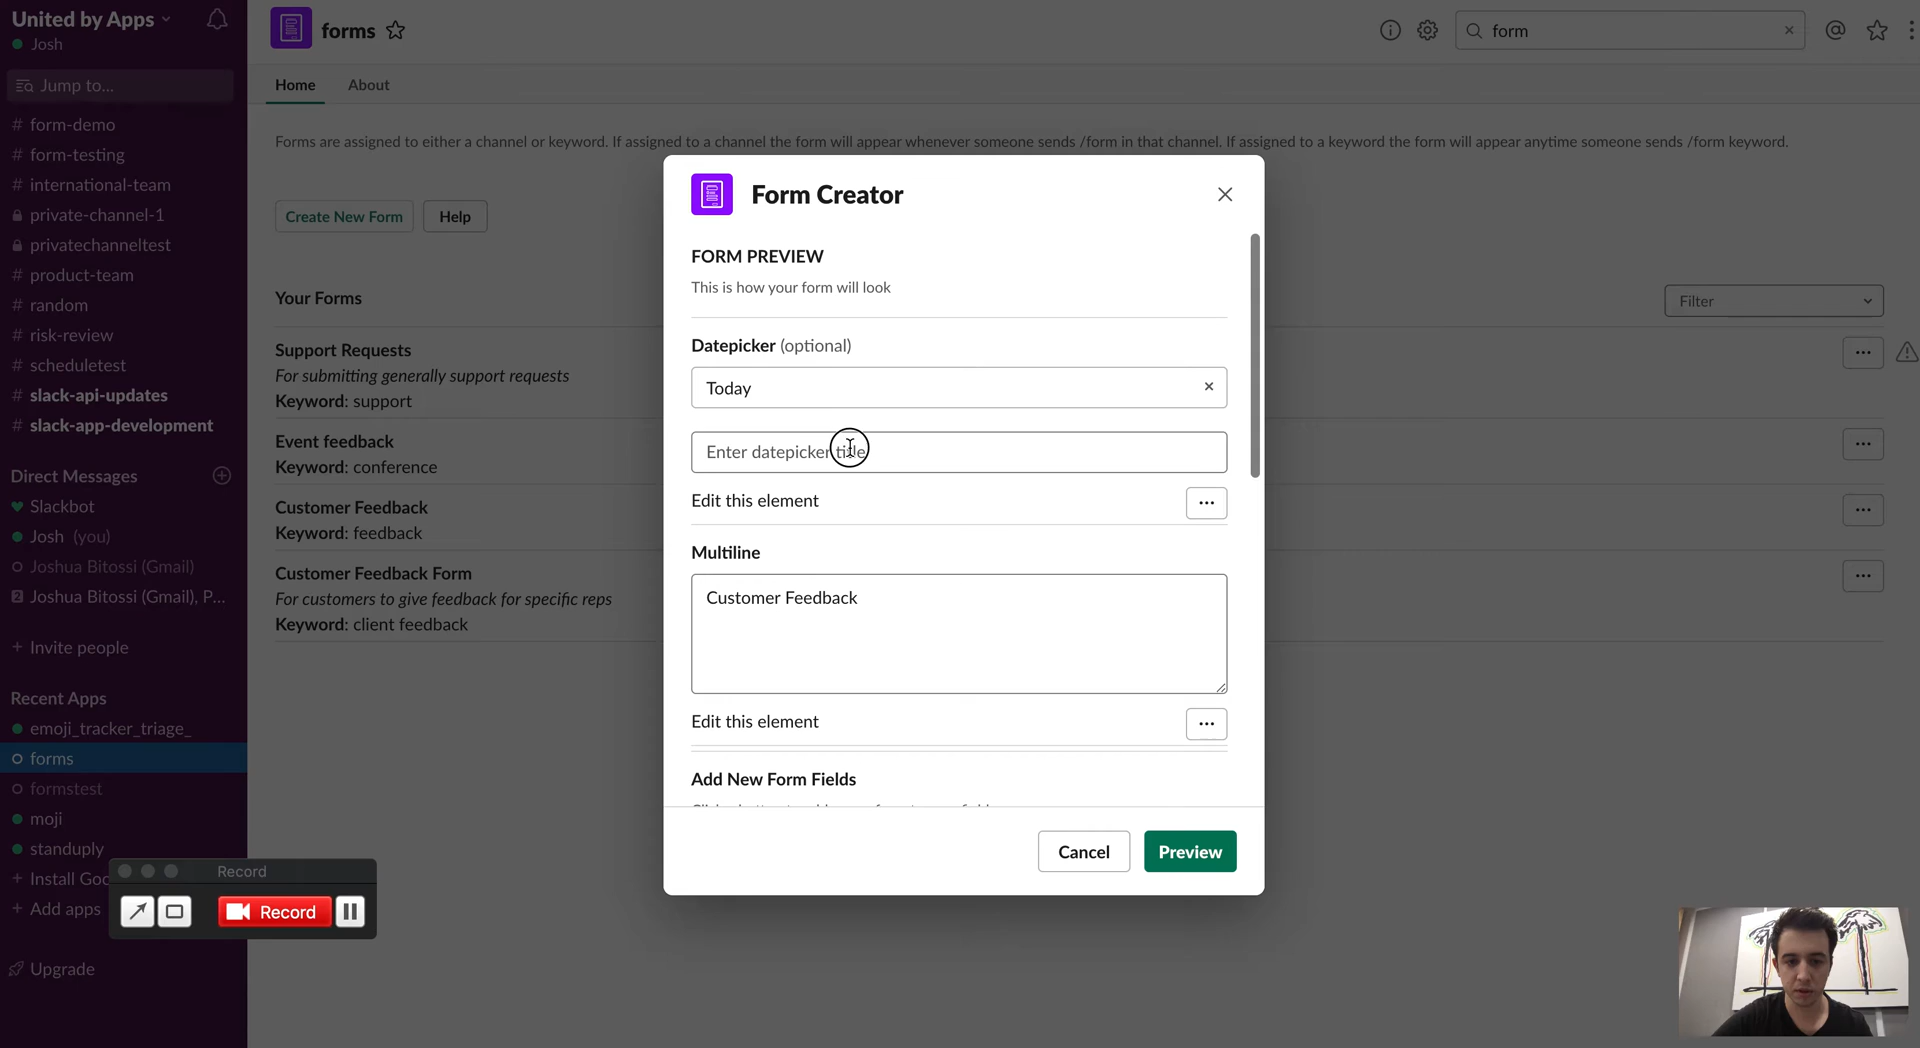 United by Apps
Josh
Jump to...
# form-demo
# form-testing
# international-team
private-channel-1
privatechanneltest
# product-team
# random
# risk-review
# scheduletest
# slack-api-updates
# slack-app-development
Direct Messages
Slackbot
Josh (you)
Joshua Bitossi (Gmail)
2 Joshua Bitossi (Gmail), P...
+ Invite people
Recent Apps
emoji_tracker_triage_
forms
formstest
moji
standuply
+ Install Goo
+ Add apps
Upgrade
Record
Record
forms
form
Home
About
Forms are assigned to either a channel or keyword. If assigned to a channel the form will appear whenever someone sends /form in that channel. If assigned to a keyword the form will appear anytime someone sends /form keyword.
Create New Form
Help
Your Forms
Filter
Support Requests
For submitting generally support requests
Keyword: support
Event feedback
Keyword: conference
Customer Feedback
Keyword: feedback
Customer Feedback Form
For customers to give feedback for specific reps
Keyword: client feedback
Form Creator
FORM PREVIEW
This is how your form will look
Datepicker (optional)
Today
Enter datepicker title
Edit this element
Multiline
Customer Feedback
Edit this element
Add New Form Fields
Cancel
Preview